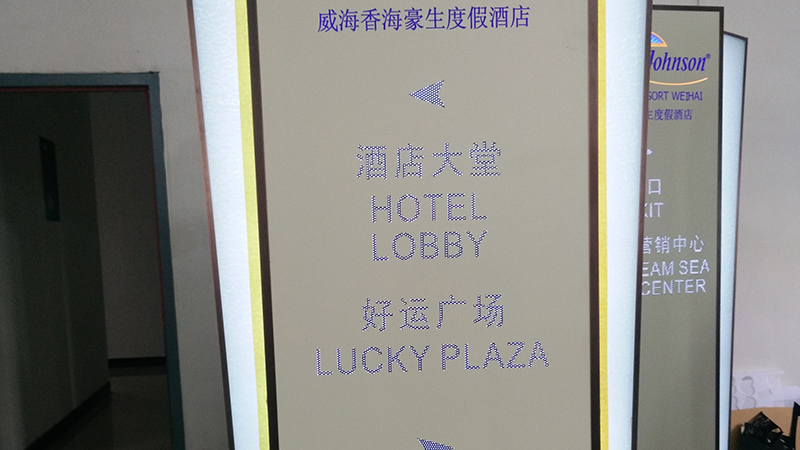 威海香海豪生度假酒店
酒店大堂
HOTEL
LOBBY
好运广场
LUCKY PLAZA
Johnson®
SORT WEIHAI
生度假酒店
口
XIT
营销中心
EAM SEA
CENTER